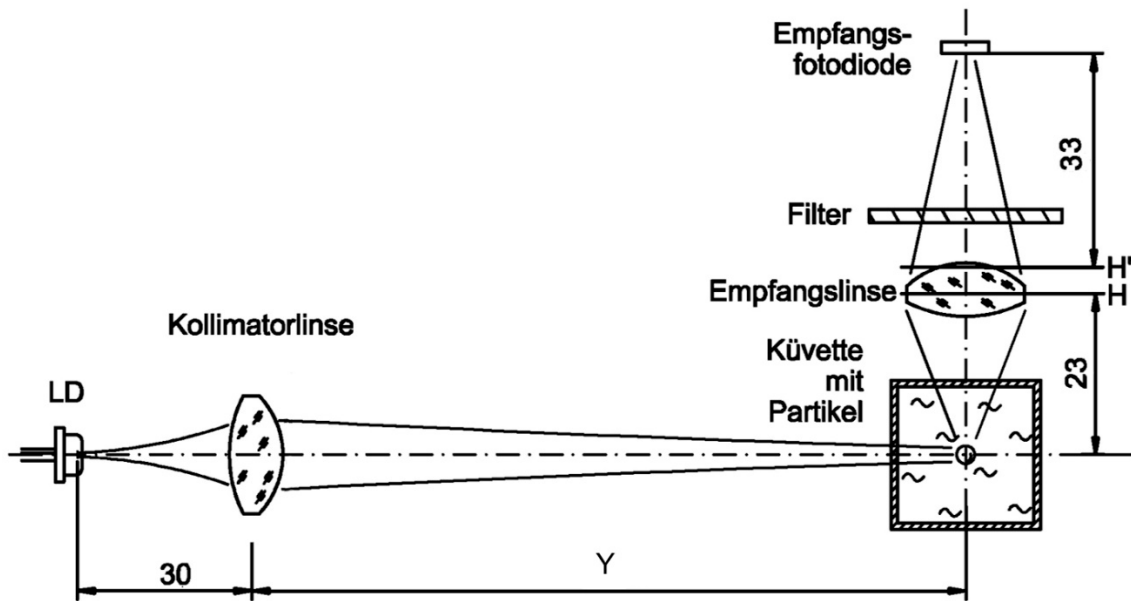 Empfangs-
fotodiode
33
Filter
H'
Empfangslinse
H
Kollimatorlinse
Küvette
mit
Partikel
23
LD
30
Y